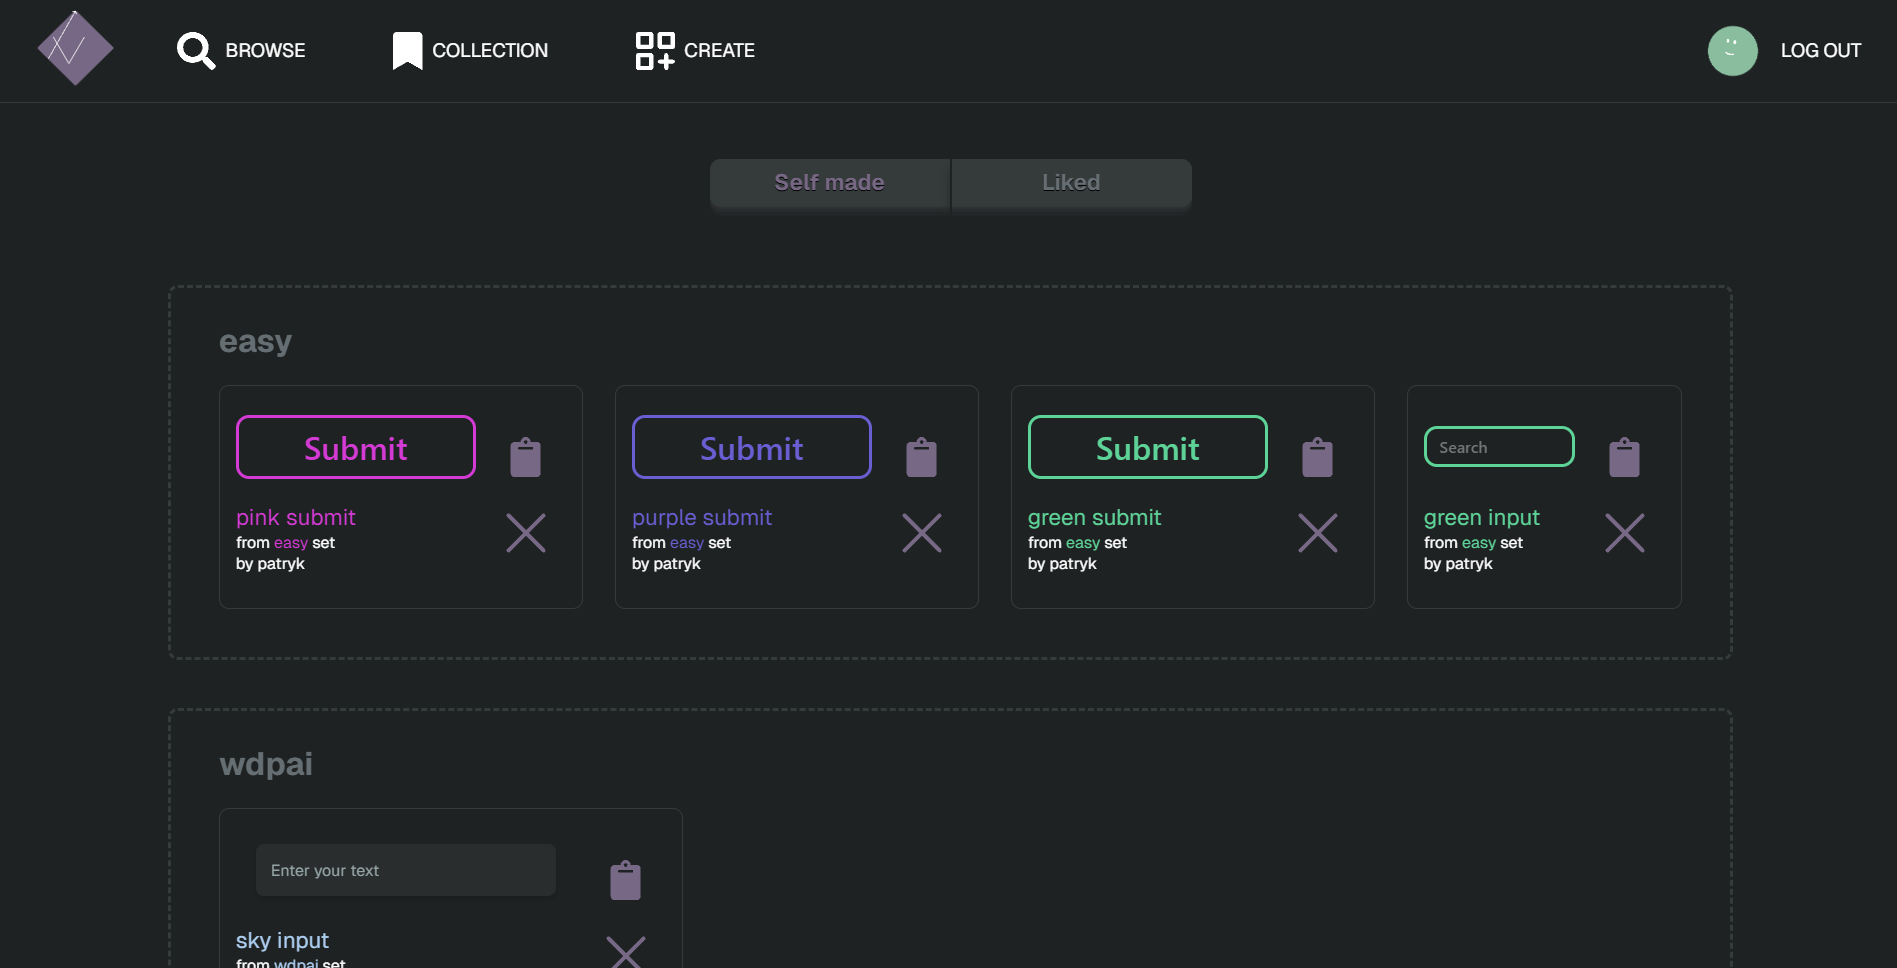 BROWSE
COLLECTION
CREATE
LOG OUT
Self made
Liked
easy
Submit
pink submit
from easy set
by patryk
Submit
purple submit
from easy set
by patryk
Submit
green submit
from easy set
by patryk
Search
green input
from easy set
by patryk
wdpai
Enter your text
sky input
from wdpai set